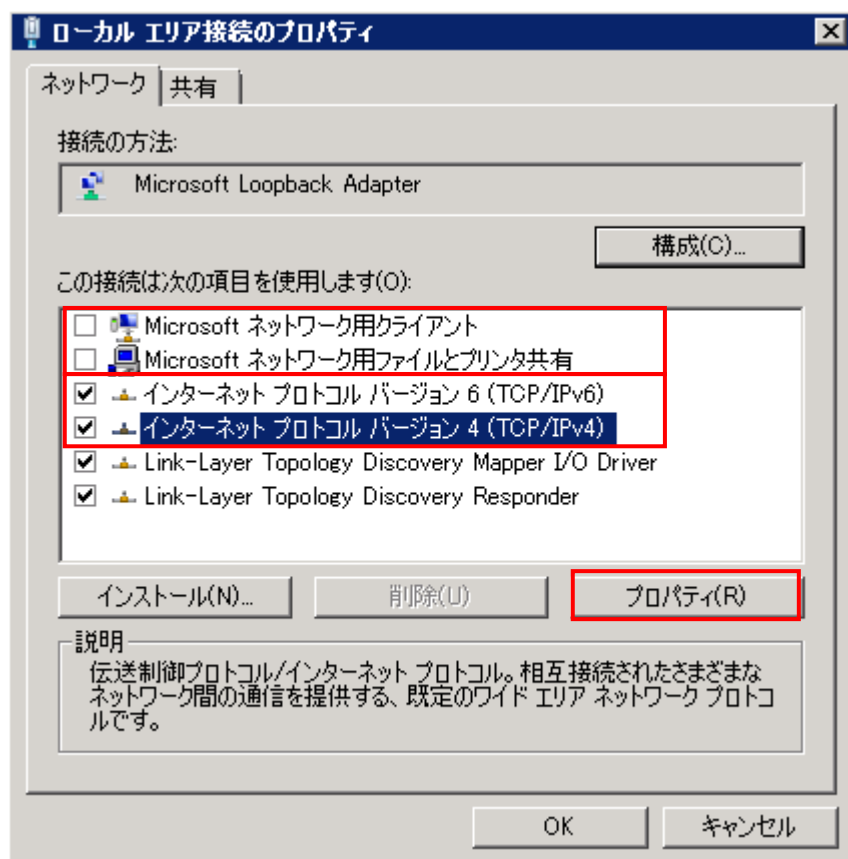 ローカル エリア接続のプロパティ
ネットワーク 共有
接続の方法:
Microsoft Loopback Adapter
構成(C)...
この接続は次の項目を使用します(O):
Microsoft ネットワーク用クライアント
Microsoft ネットワーク用ファイルとプリンタ共有
インターネット プロトコル バージョン 6 (TCP/IPv6)
インターネット プロトコル バージョン 4 (TCP/IPv4)
Link-Layer Topology Discovery Mapper I/O Driver
Link-Layer Topology Discovery Responder
インストール(N)... 削除(U) プロパティ(R)
説明
伝送制御プロトコル/インターネット プロトコル。相互接続されたさまざまな
ネットワーク間の通信を提供する、既定のワイド エリア ネットワーク プロトコ
ルです。
OK キャンセル